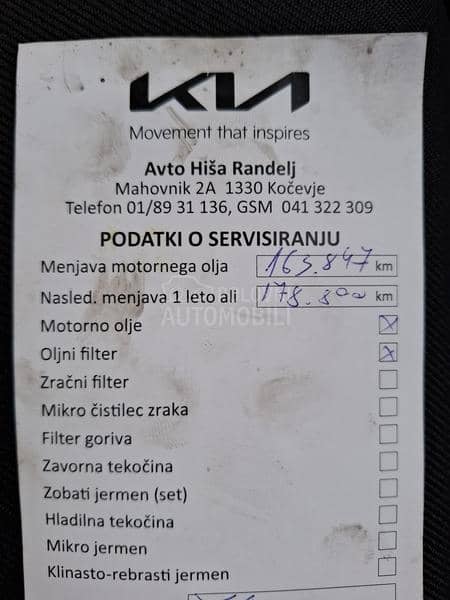 KIA
Movement that inspires
Avto Hiša Randelj
Mahovnik 2A 1330 Kočevje
Telefon 01/89 31 136, GSM 041 322 309
PODATKI O SERVISIRANJU
Menjava motornega olja 163.847 km
Nasled. menjava 1 leto ali 178.800 km
Motorno olje X
Oljni filter X
Zračni filter
Mikro čistilec zraka
Filter goriva
Zavorna tekočina
Zobati jermen (set)
Hladilna tekočina
Mikro jermen
Klinasto-rebrasti jermen
AUTOMOBILI